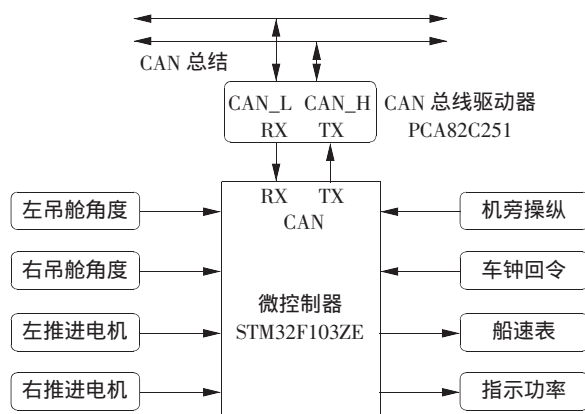 CAN 总结
CAN_L CAN_H
RX TX
CAN 总线驱动器
PCA82C251
RX TX
CAN
微控制器
STM32F103ZE
左吊舱角度
右吊舱角度
左推进电机
右推进电机
机旁操纵
车钟回令
船速表
指示功率